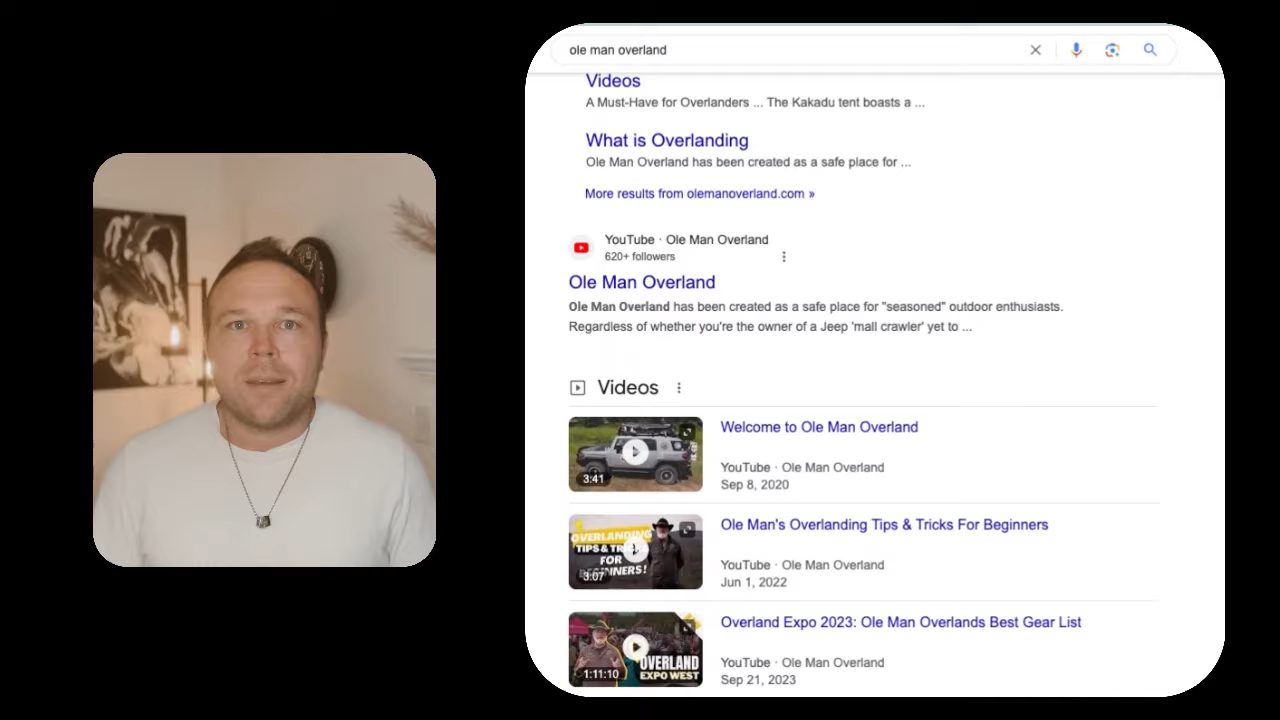 ole man overland
Videos
A Must-Have for Overlanders ... The Kakadu tent boasts a ...
What is Overlanding
Ole Man Overland has been created as a safe place for ...
More results from olemanoverland.com »
YouTube · Ole Man Overland
620+ followers
Ole Man Overland
Ole Man Overland has been created as a safe place for "seasoned" outdoor enthusiasts.
Regardless of whether you're the owner of a Jeep 'mall crawler' yet to ...
Videos
3:41
Welcome to Ole Man Overland
YouTube · Ole Man Overland
Sep 8, 2020
OVERLANDING
TIPS & TRICKS
FOR
BEGINNERS!
3:07
Ole Man's Overlanding Tips & Tricks For Beginners
YouTube · Ole Man Overland
Jun 1, 2022
OVERLAND
EXPO WEST
1:11:10
Overland Expo 2023: Ole Man Overlands Best Gear List
YouTube · Ole Man Overland
Sep 21, 2023